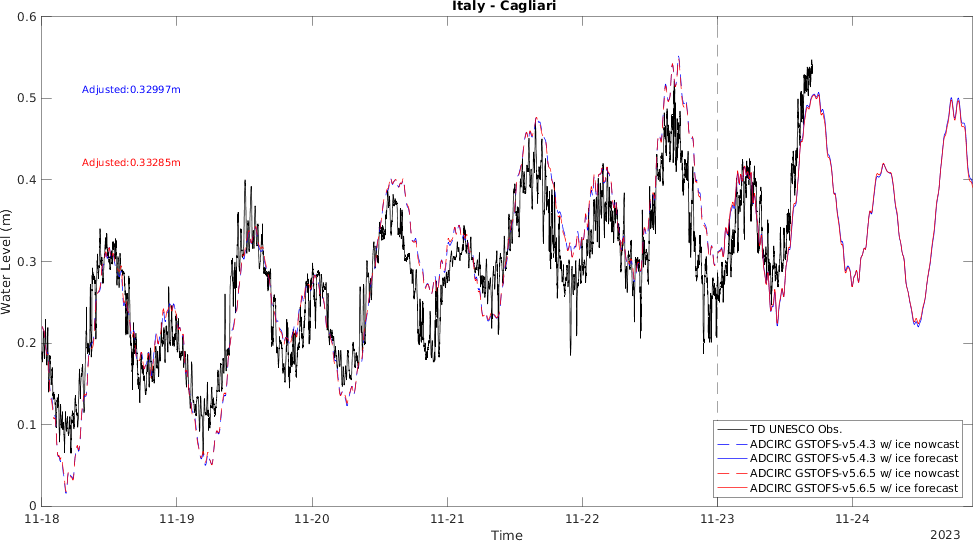 Italy - Cagliari
0.6
0.5
0.4
0.3
0.2
0.1
0
Water Level (m)
Adjusted:0.32997m
Adjusted:0.33285m
TD UNESCO Obs.
ADCIRC GSTOFS-v5.4.3 w/ ice nowcast
ADCIRC GSTOFS-v5.4.3 w/ ice forecast
ADCIRC GSTOFS-v5.6.5 w/ ice nowcast
ADCIRC GSTOFS-v5.6.5 w/ ice forecast
11-18 11-19 11-20 11-21 11-22 11-23 11-24
Time
2023